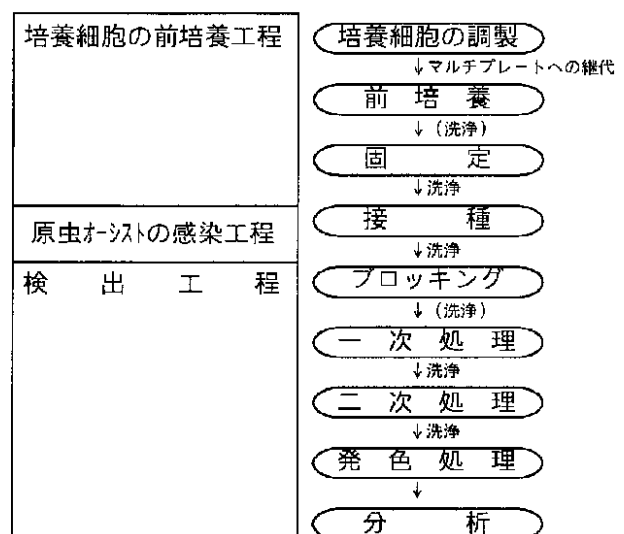 培養細胞の前培養工程
培養細胞の調製
↓マルチプレートへの継代
前培養
↓(洗浄)
固定
↓洗浄
原虫オーシストの感染工程
接種
↓洗浄
検出工程
ブロッキング
↓(洗浄)
一次処理
↓洗浄
二次処理
↓洗浄
発色処理
↓
分析